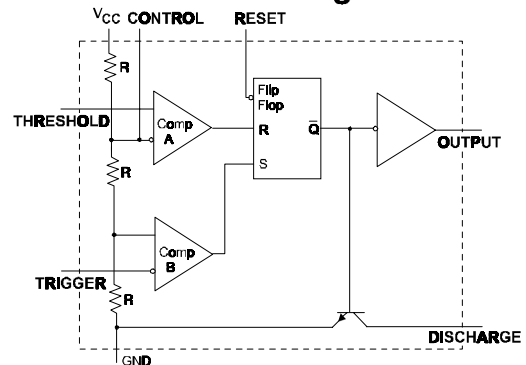 VCC CONTROL RESET
R
Flip
Flop
THRESHOLD
Comp
A
R
Q̅
S
OUTPUT
R
Comp
B
TRIGGER
R
DISCHARGE
GND